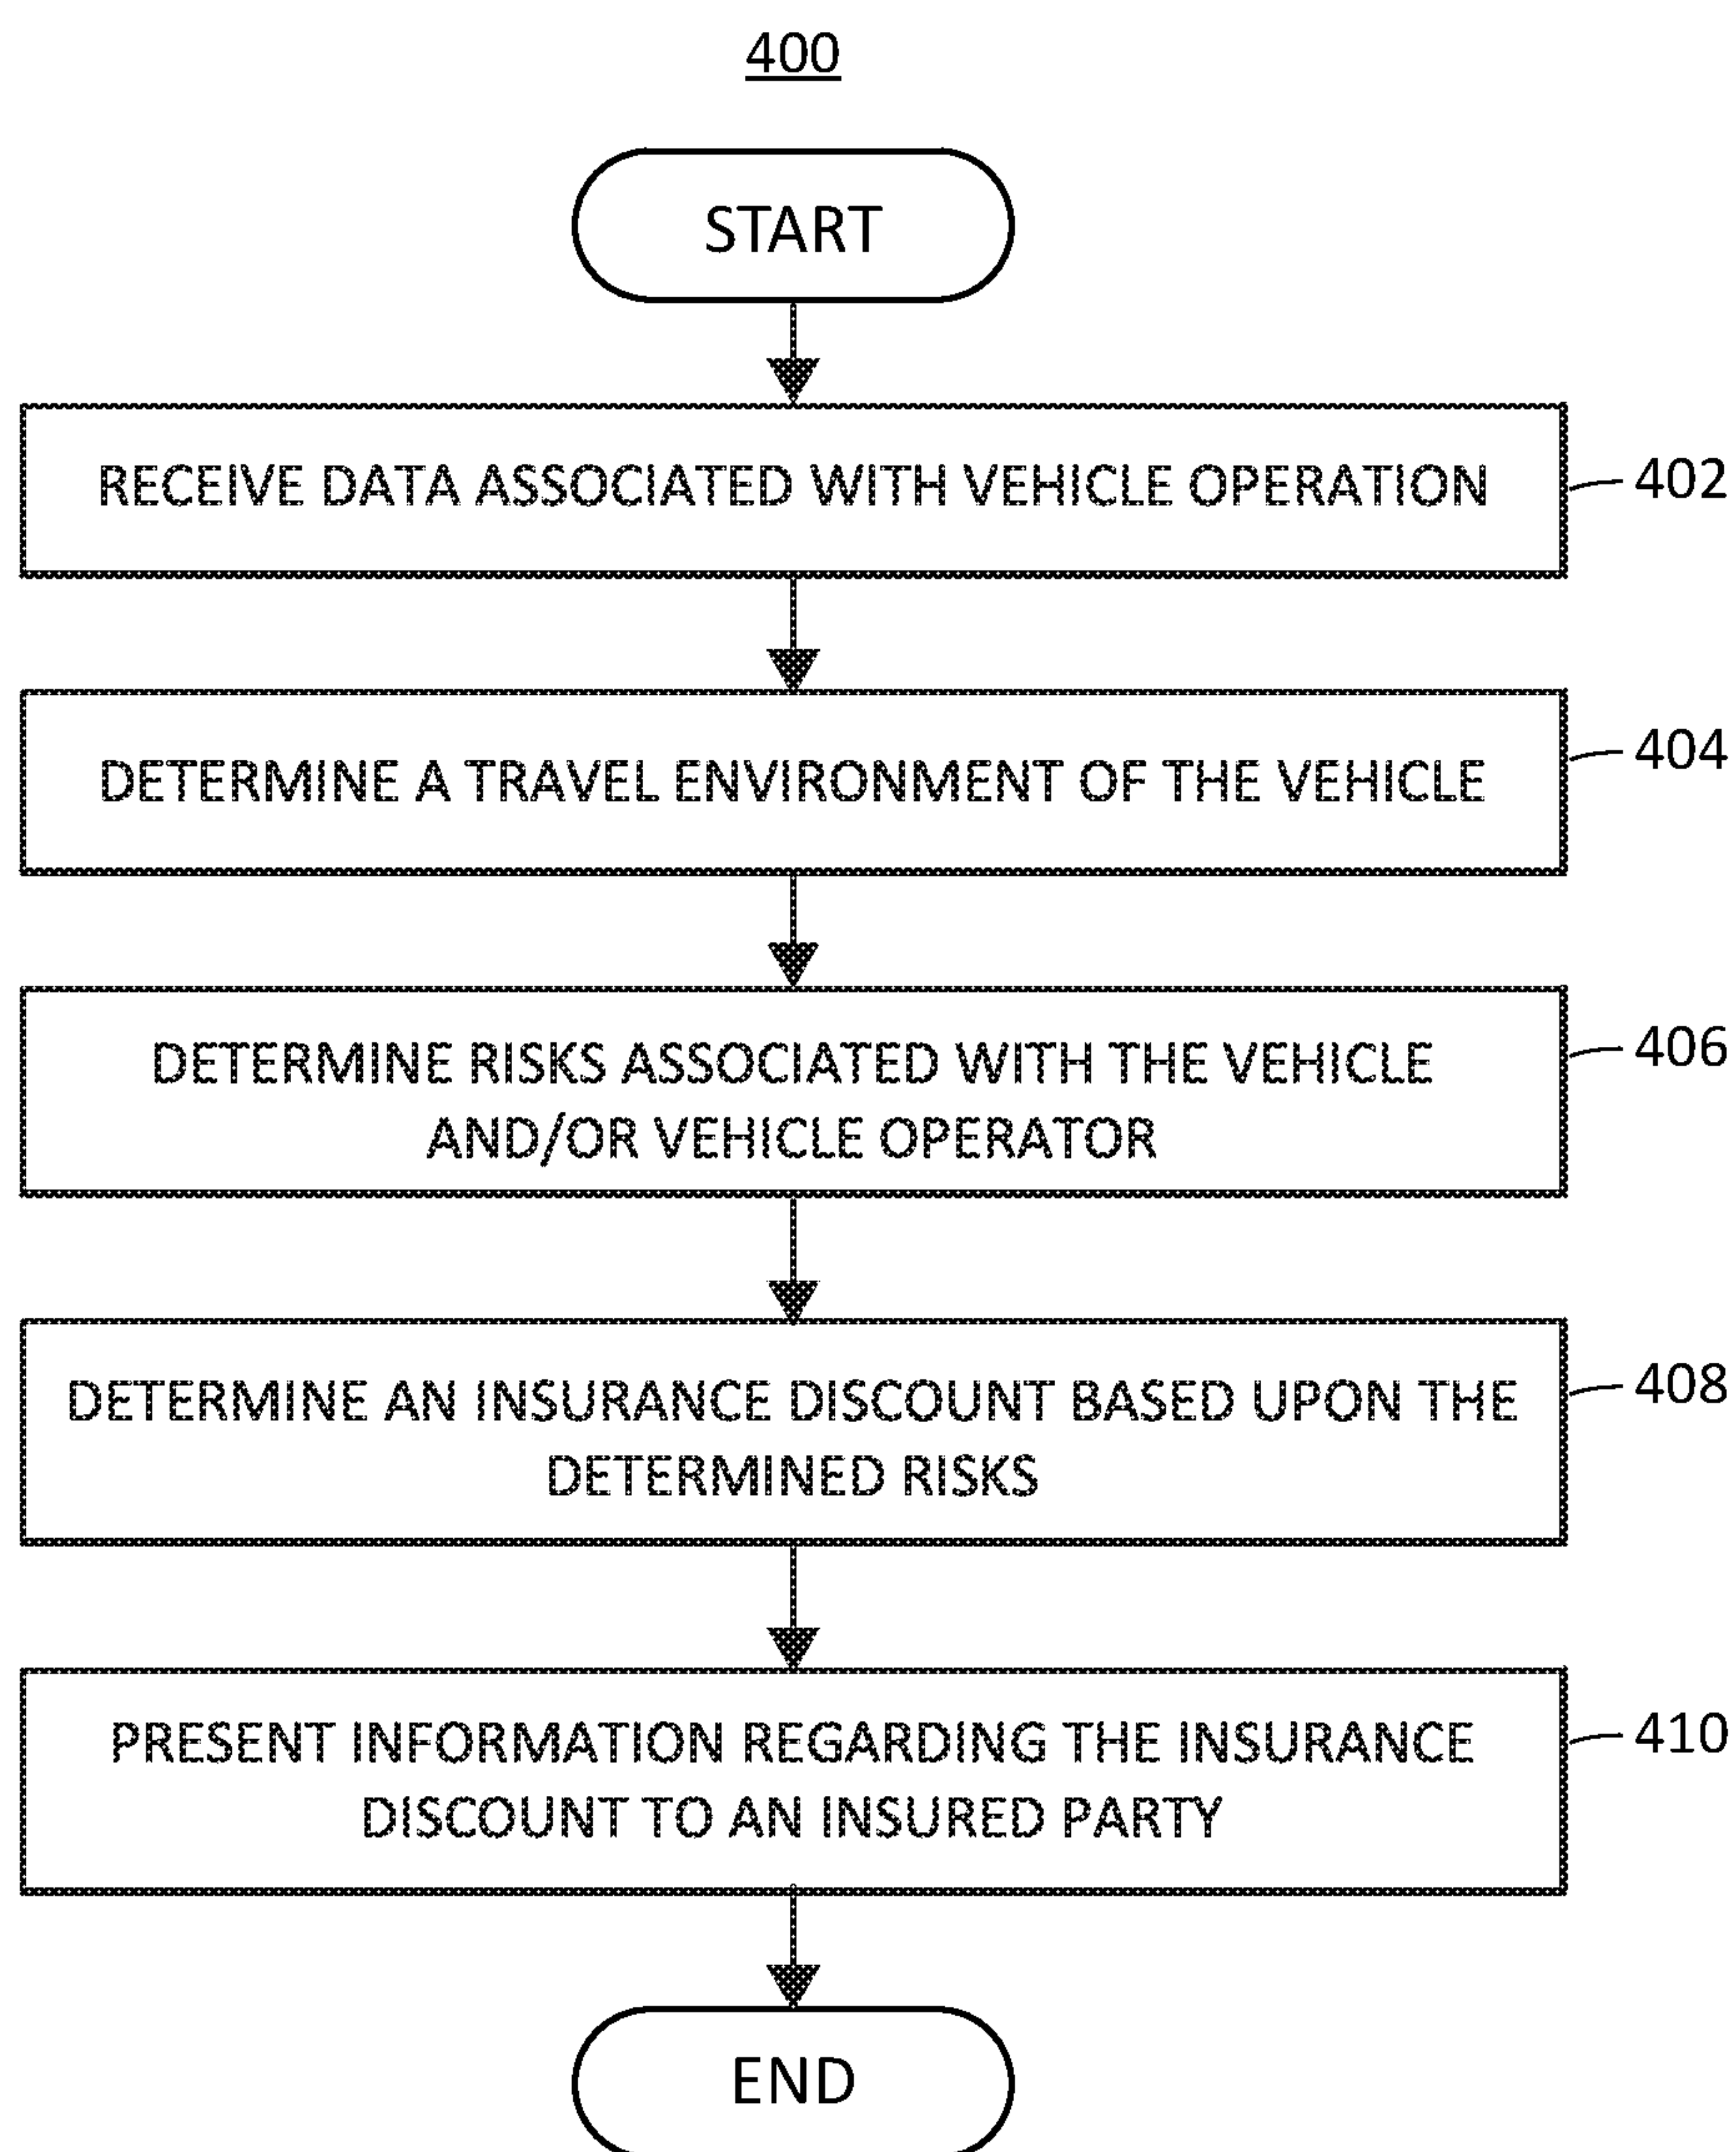 400
START
RECEIVE DATA ASSOCIATED WITH VEHICLE OPERATION
402
DETERMINE A TRAVEL ENVIRONMENT OF THE VEHICLE
404
DETERMINE RISKS ASSOCIATED WITH THE VEHICLE
AND/OR VEHICLE OPERATOR
406
DETERMINE AN INSURANCE DISCOUNT BASED UPON THE
DETERMINED RISKS
408
PRESENT INFORMATION REGARDING THE INSURANCE
DISCOUNT TO AN INSURED PARTY
410
END